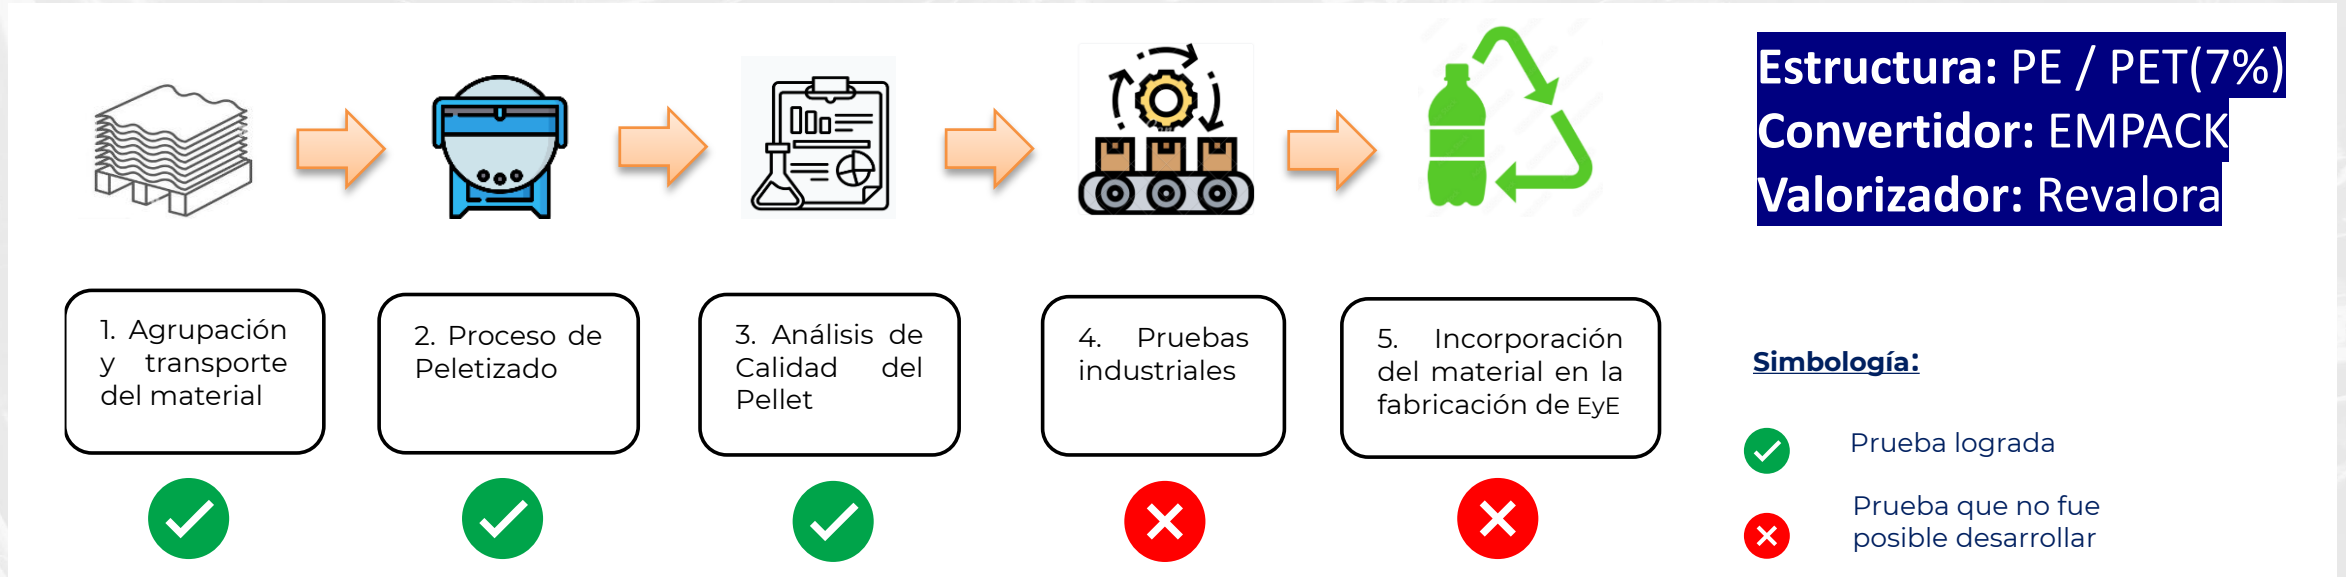 Estructura: PE / PET(7%)
Convertidor: EMPACK
Valorizador: Revalora
1. Agrupación
y transporte
del material
2. Proceso de
Peletizado
3. Análisis de
Calidad del
Pellet
4. Pruebas
industriales
5. Incorporación
del material en la
fabricación de EyE
Simbología:
Prueba lograda
Prueba que no fue
posible desarrollar